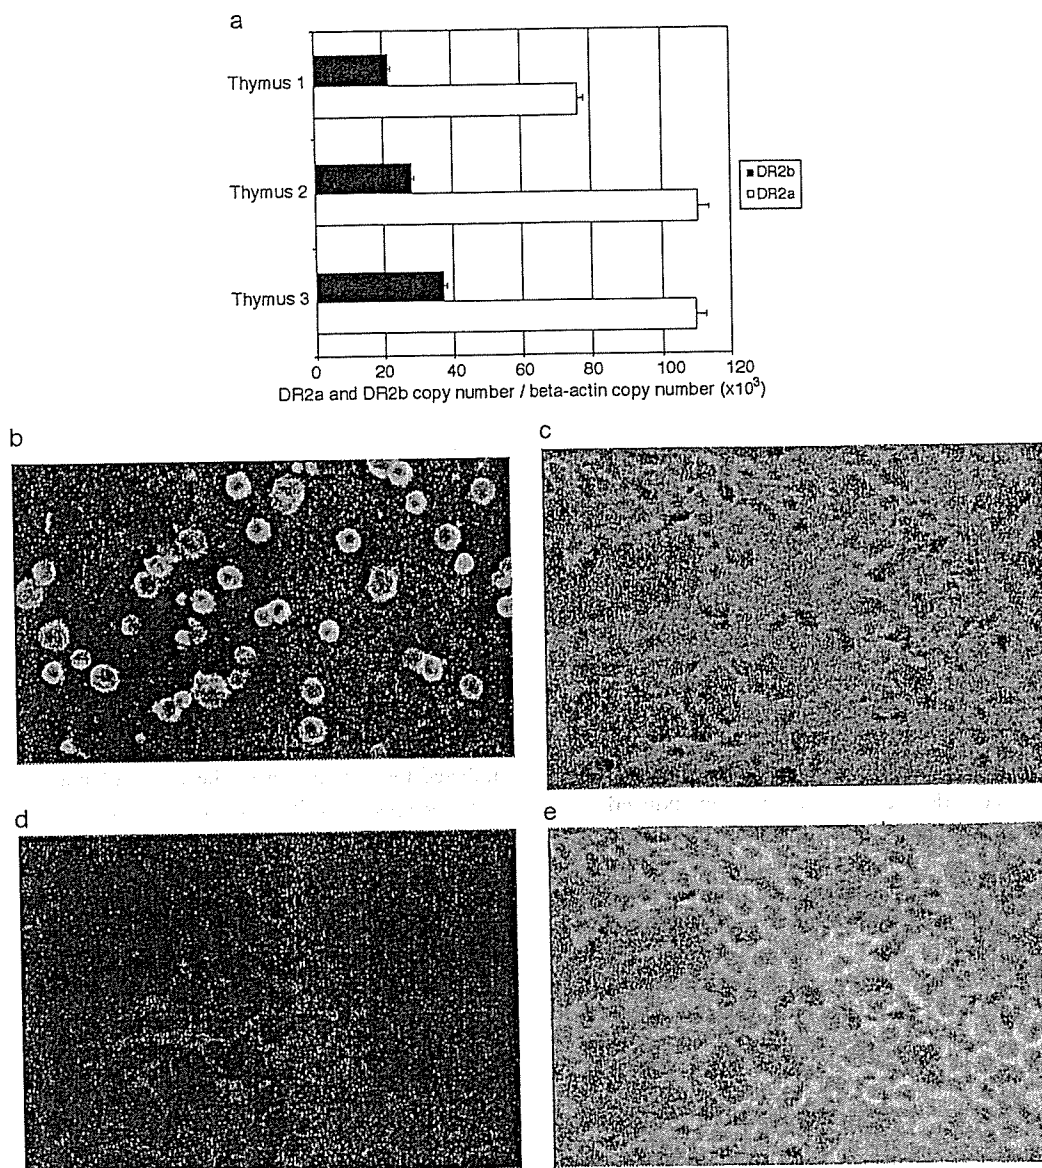 a
Thymus 1
Thymus 2
Thymus 3
DR2b
DR2a
0 20 40 60 80 100 120
DR2a and DR2b copy number / beta-actin copy number (x10³)
b
c
d
e